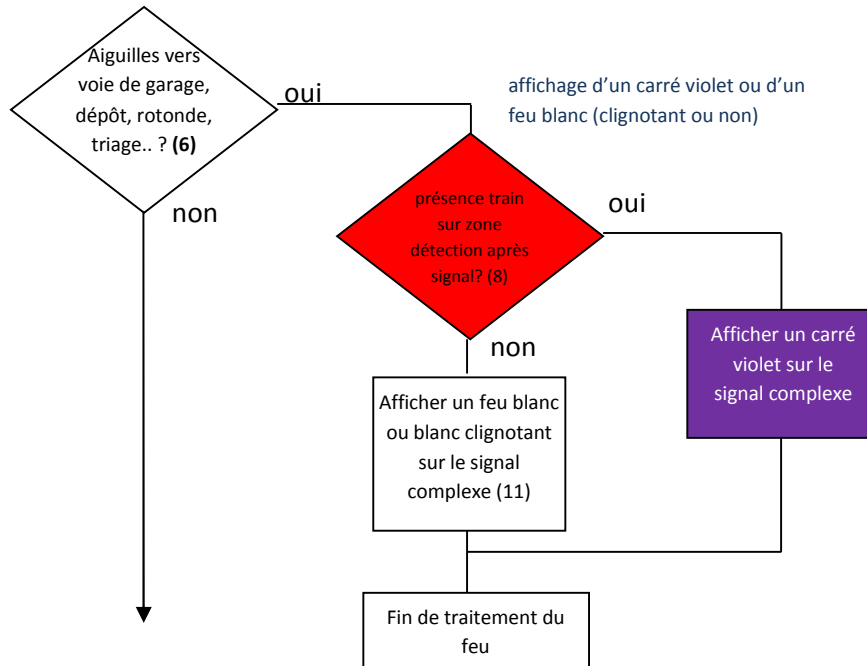 Aiguilles vers
voie de garage,
dépôt, rotonde,
triage.. ? (6)
oui
affichage d'un carré violet ou d'un
feu blanc (clignotant ou non)
non
présence train
sur zone
détection après
signal? (8)
oui
non
Afficher un carré
violet sur le
signal complexe
Afficher un feu blanc
ou blanc clignotant
sur le signal
complexe (11)
Fin de traitement du
feu